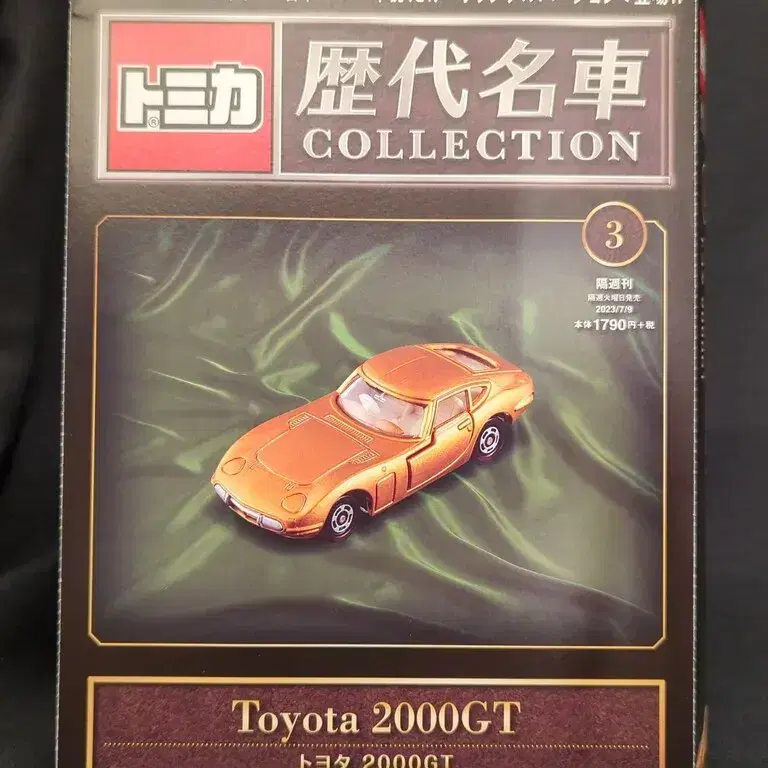 トミカ
歴代名車
COLLECTION
3
隔週刊
隔週火曜日発売
2023/7/9
本体1790円+税
Toyota 2000GT
トヨタ 2000GT